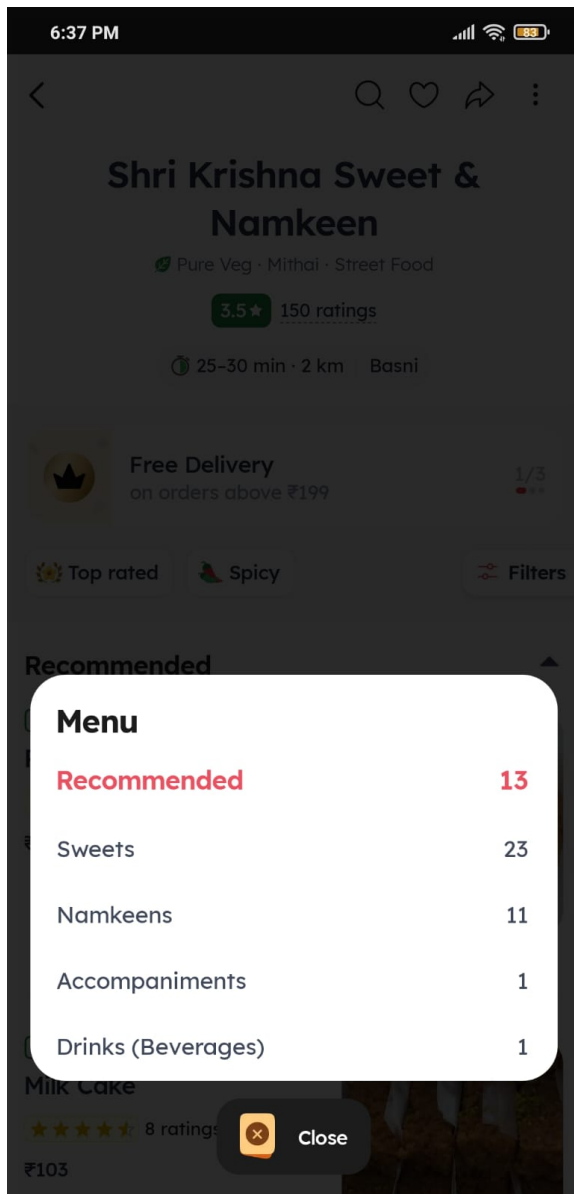 6:37 PM
83
Shri Krishna Sweet &
Namkeen
Pure Veg · Mithai · Street Food
3.5★ 150 ratings
25–30 min · 2 km Basni
Free Delivery
on orders above ₹199
1/3
Top rated
Spicy
Filters
Recommended
Menu
Recommended 13
Sweets 23
Namkeens 11
Accompaniments 1
Drinks (Beverages) 1
Milk Cake
8 ratings
₹103
Close